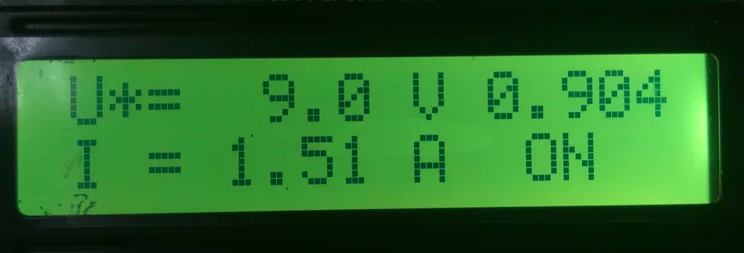 U*= 9.0 V 0.904
I = 1.51 A ON